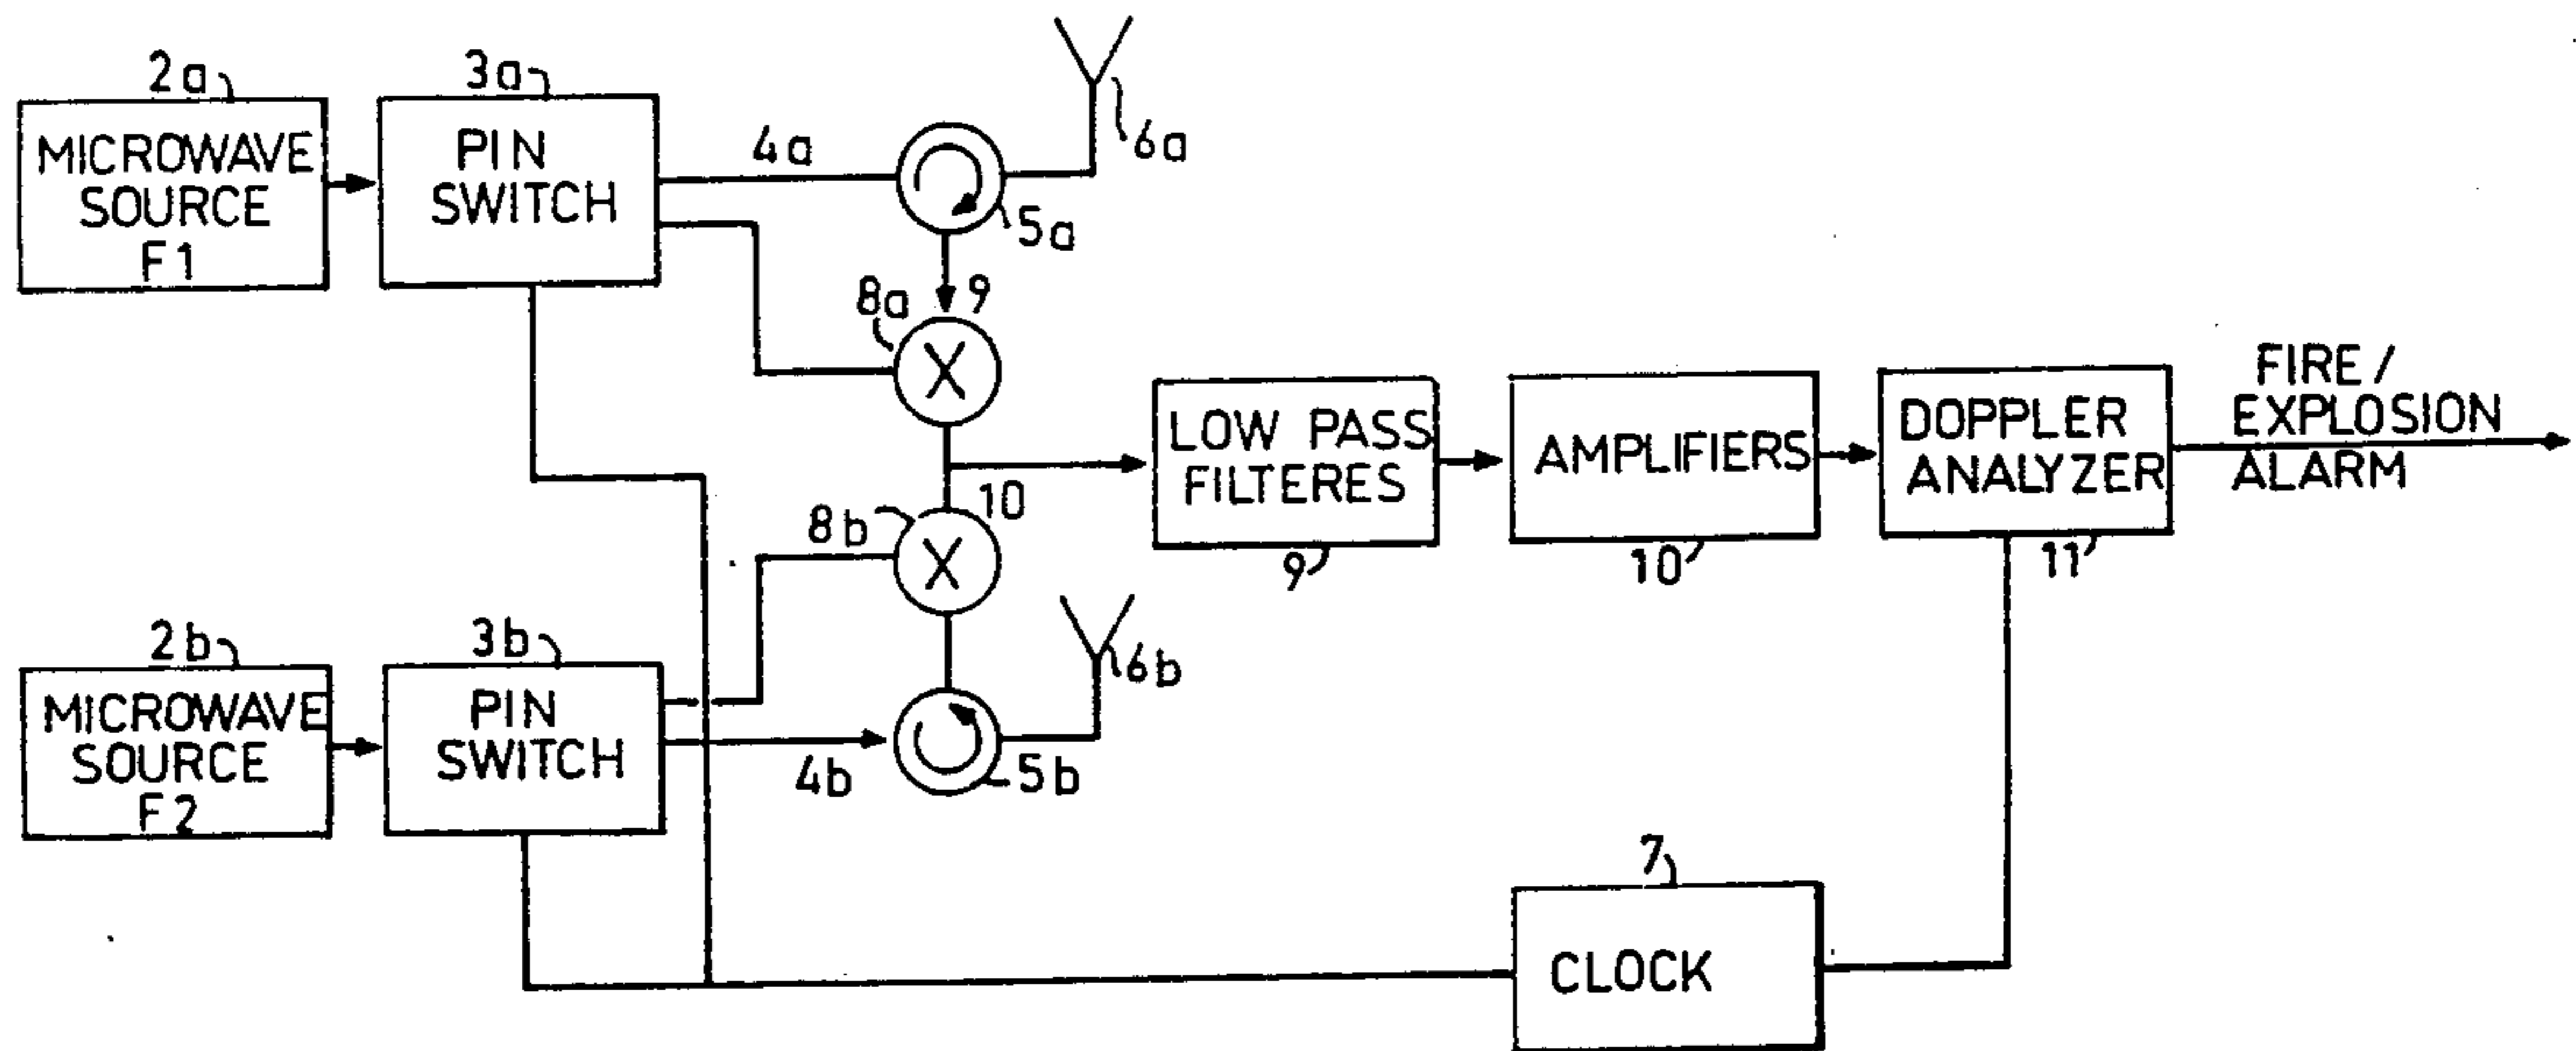 2a
3a
MICROWAVE
SOURCE
F1
PIN
SWITCH
4a
5a
6a
8a
9
X
10
8b
X
LOW PASS
FILTERES
9
AMPLIFIERS
10
DOPPLER
ANALYZER
11
FIRE/
EXPLOSION
ALARM
2b
3b
MICROWAVE
SOURCE
F2
PIN
SWITCH
4b
5b
6b
7
CLOCK